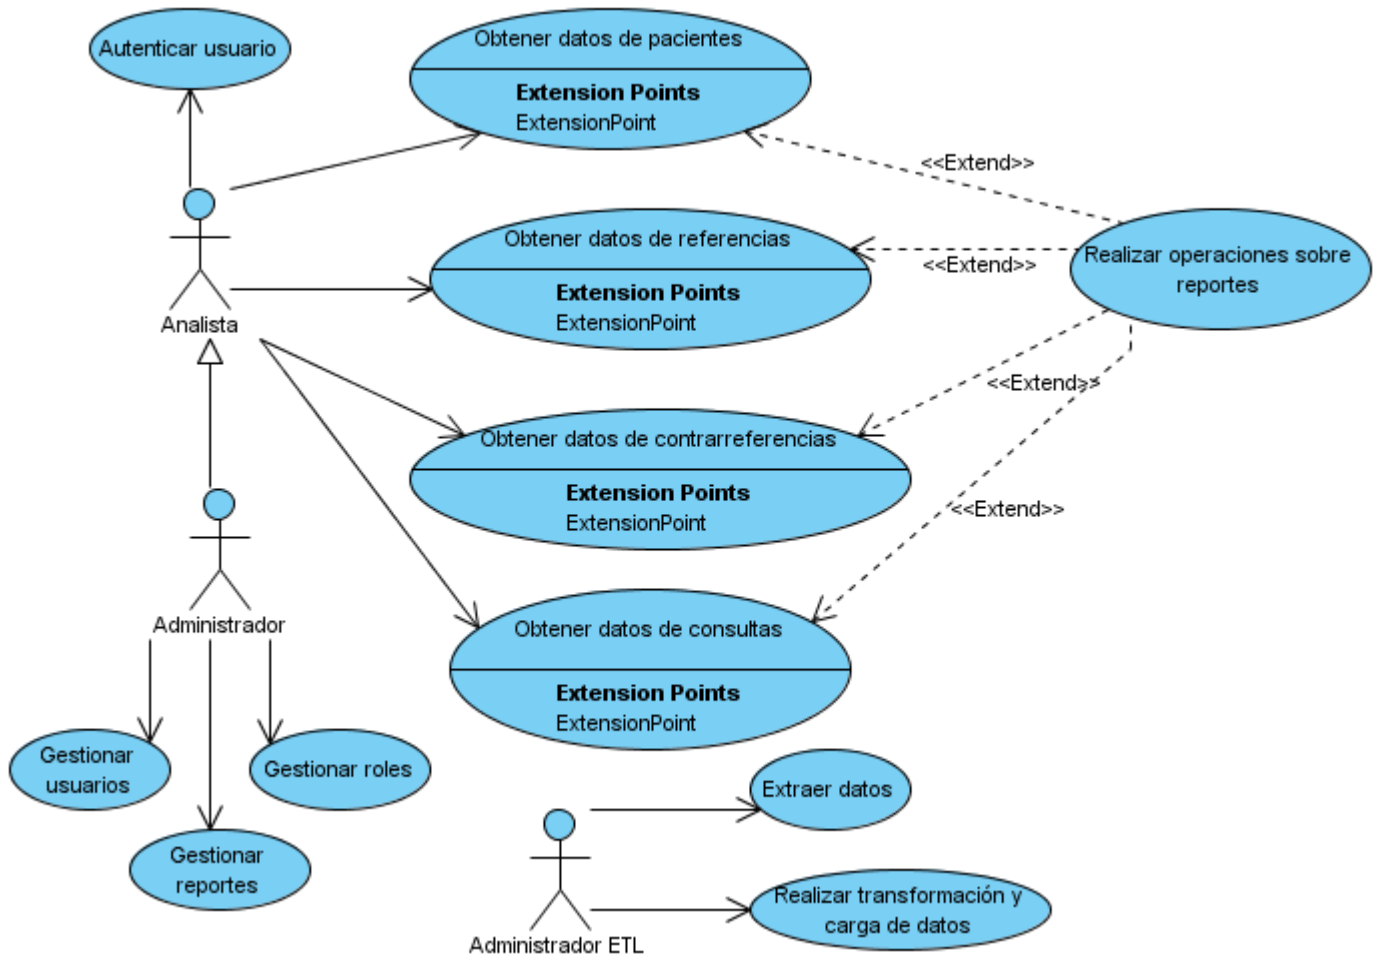 Autenticar usuario
Obtener datos de pacientes
Extension Points
ExtensionPoint
<<Extend>>
Obtener datos de referencias
Extension Points
ExtensionPoint
<<Extend>>
Realizar operaciones sobre
reportes
Analista
<<Extend>>
Obtener datos de contrarreferencias
Extension Points
ExtensionPoint
<<Extend>>
Administrador
Obtener datos de consultas
Extension Points
ExtensionPoint
Gestionar
usuarios
Gestionar roles
Gestionar
reportes
Extraer datos
Realizar transformación y
carga de datos
Administrador ETL